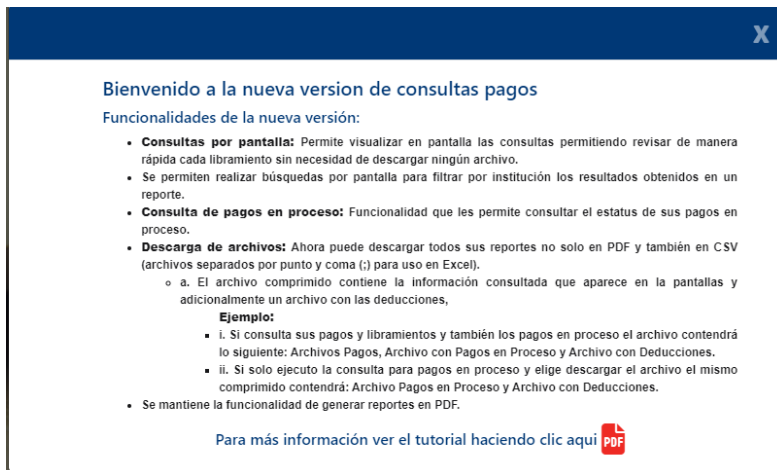 X
Bienvenido a la nueva version de consultas pagos
Funcionalidades de la nueva versión:
• Consultas por pantalla: Permite visualizar en pantalla las consultas permitiendo revisar de manera
rápida cada libramiento sin necesidad de descargar ningún archivo.
• Se permiten realizar búsquedas por pantalla para filtrar por institución los resultados obtenidos en un
reporte.
• Consulta de pagos en proceso: Funcionalidad que les permite consultar el estatus de sus pagos en
proceso.
• Descarga de archivos: Ahora puede descargar todos sus reportes no solo en PDF y también en CSV
(archivos separados por punto y coma (;) para uso en Excel).
○ a. El archivo comprimido contiene la información consultada que aparece en la pantallas y
adicionalmente un archivo con las deducciones,
Ejemplo:
▪ i. Si consulta sus pagos y libramientos y también los pagos en proceso el archivo contendrá
lo siguiente: Archivos Pagos, Archivo con Pagos en Proceso y Archivo con Deducciones.
▪ ii. Si solo ejecuto la consulta para pagos en proceso y elige descargar el archivo el mismo
comprimido contendrá: Archivo Pagos en Proceso y Archivo con Deducciones.
• Se mantiene la funcionalidad de generar reportes en PDF.
Para más información ver el tutorial haciendo clic aqui PDF